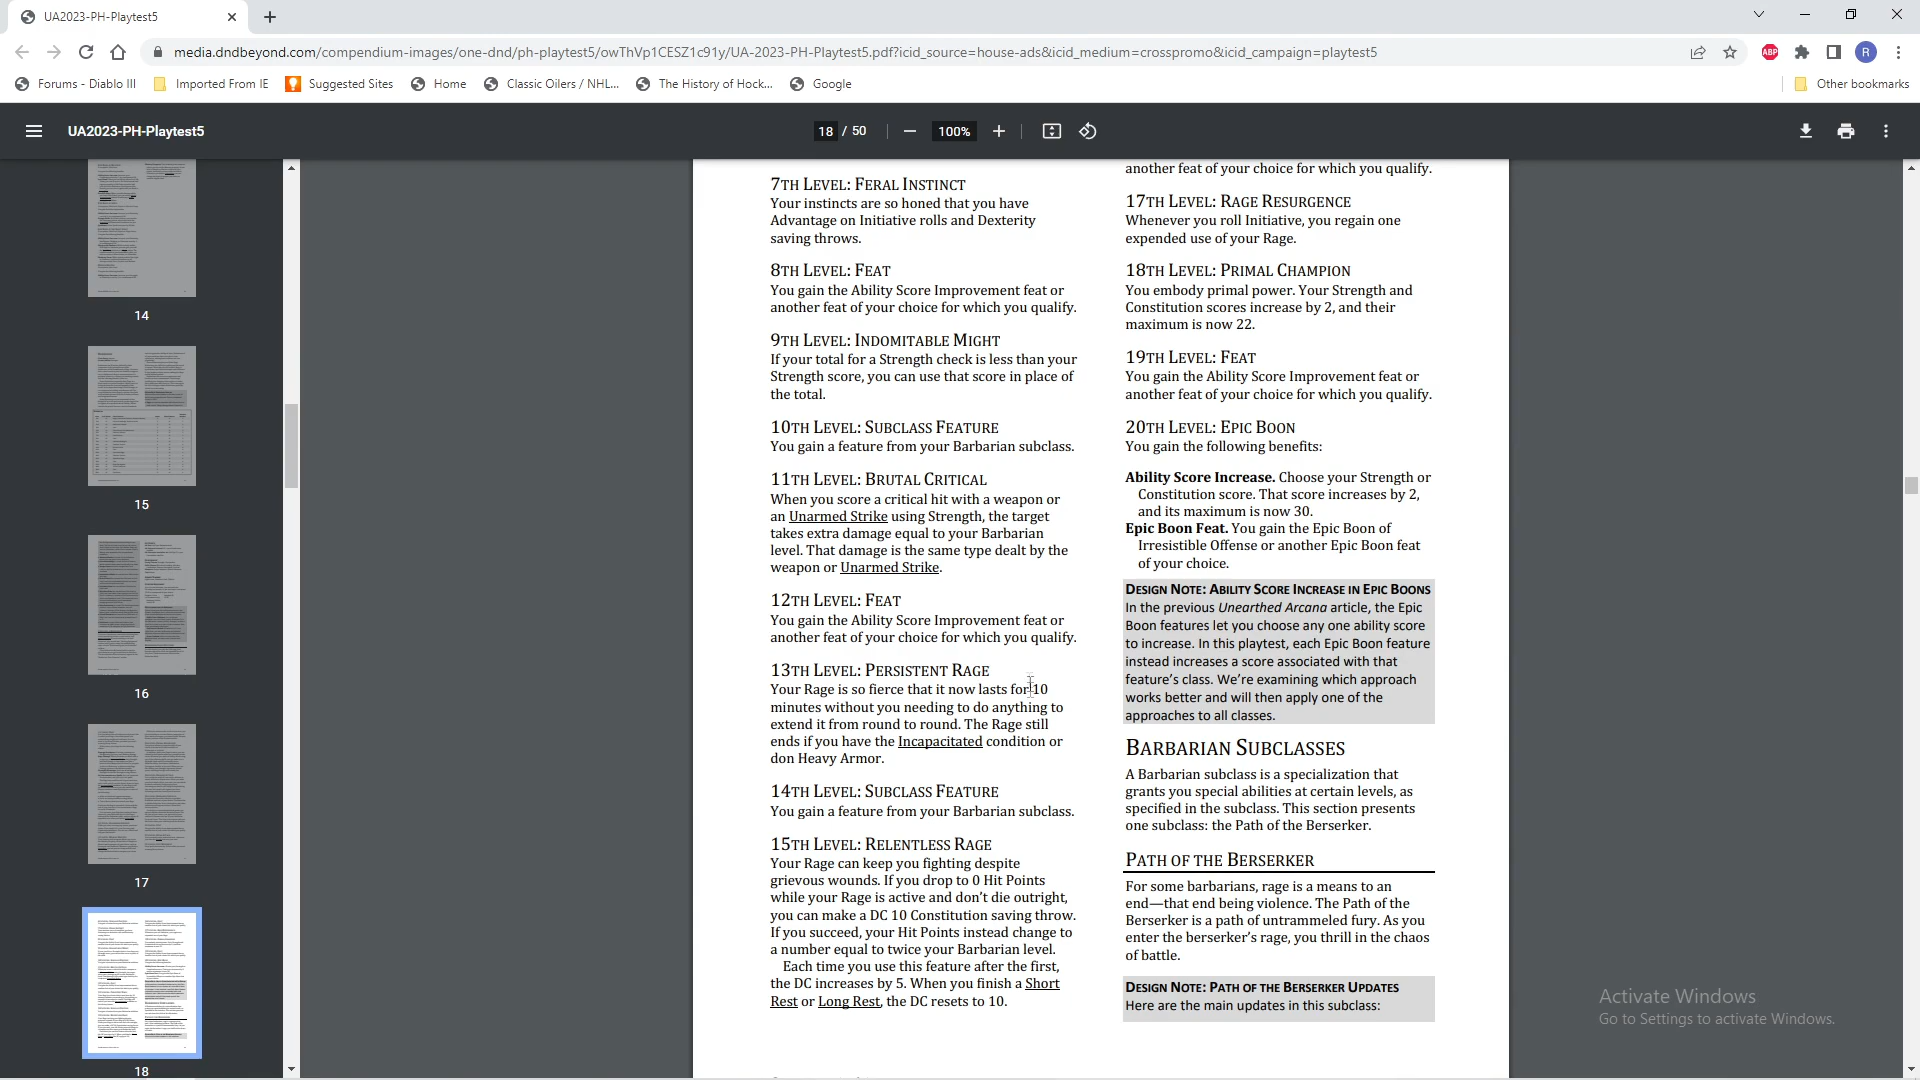 UA2023-PH-Playtest5
media.dndbeyond.com/compendium-images/one-dnd/ph-playtest5/owThVp1CESZ1c91y/UA-2023-PH-Playtest5.pdf?icid_source=house-ads&icid_medium=crosspromo&icid_campaign=playtest5
ABP
R
Forums - Diablo III
Imported From IE
Suggested Sites
Home
Classic Oilers / NHL...
The History of Hock...
Google
Other bookmarks
UA2023-PH-Playtest5
18 / 50
100%
14
15
16
17
18
7TH LEVEL: FERAL INSTINCT
Your instincts are so honed that you have
Advantage on Initiative rolls and Dexterity
saving throws.
8TH LEVEL: FEAT
You gain the Ability Score Improvement feat or
another feat of your choice for which you qualify.
9TH LEVEL: INDOMITABLE MIGHT
If your total for a Strength check is less than your
Strength score, you can use that score in place of
the total.
10TH LEVEL: SUBCLASS FEATURE
You gain a feature from your Barbarian subclass.
11TH LEVEL: BRUTAL CRITICAL
When you score a critical hit with a weapon or
an Unarmed Strike using Strength, the target
takes extra damage equal to your Barbarian
level. That damage is the same type dealt by the
weapon or Unarmed Strike.
12TH LEVEL: FEAT
You gain the Ability Score Improvement feat or
another feat of your choice for which you qualify.
13TH LEVEL: PERSISTENT RAGE
Your Rage is so fierce that it now lasts for 10
minutes without you needing to do anything to
extend it from round to round. The Rage still
ends if you have the Incapacitated condition or
don Heavy Armor.
14TH LEVEL: SUBCLASS FEATURE
You gain a feature from your Barbarian subclass.
15TH LEVEL: RELENTLESS RAGE
Your Rage can keep you fighting despite
grievous wounds. If you drop to 0 Hit Points
while your Rage is active and don't die outright,
you can make a DC 10 Constitution saving throw.
If you succeed, your Hit Points instead change to
a number equal to twice your Barbarian level.
Each time you use this feature after the first,
the DC increases by 5. When you finish a Short
Rest or Long Rest, the DC resets to 10.
another feat of your choice for which you qualify.
17TH LEVEL: RAGE RESURGENCE
Whenever you roll Initiative, you regain one
expended use of your Rage.
18TH LEVEL: PRIMAL CHAMPION
You embody primal power. Your Strength and
Constitution scores increase by 2, and their
maximum is now 22.
19TH LEVEL: FEAT
You gain the Ability Score Improvement feat or
another feat of your choice for which you qualify.
20TH LEVEL: EPIC BOON
You gain the following benefits:
Ability Score Increase. Choose your Strength or
Constitution score. That score increases by 2,
and its maximum is now 30.
Epic Boon Feat. You gain the Epic Boon of
Irresistible Offense or another Epic Boon feat
of your choice.
DESIGN NOTE: ABILITY SCORE INCREASE IN EPIC BOONS
In the previous Unearthed Arcana article, the Epic
Boon features let you choose any one ability score
to increase. In this playtest, each Epic Boon feature
instead increases a score associated with that
feature's class. We're examining which approach
works better and will then apply one of the
approaches to all classes.
BARBARIAN SUBCLASSES
A Barbarian subclass is a specialization that
grants you special abilities at certain levels, as
specified in the subclass. This section presents
one subclass: the Path of the Berserker.
PATH OF THE BERSERKER
For some barbarians, rage is a means to an
end—that end being violence. The Path of the
Berserker is a path of untrammeled fury. As you
enter the berserker's rage, you thrill in the chaos
of battle.
DESIGN NOTE: PATH OF THE BERSERKER UPDATES
Here are the main updates in this subclass:
Activate Windows
Go to Settings to activate Windows.